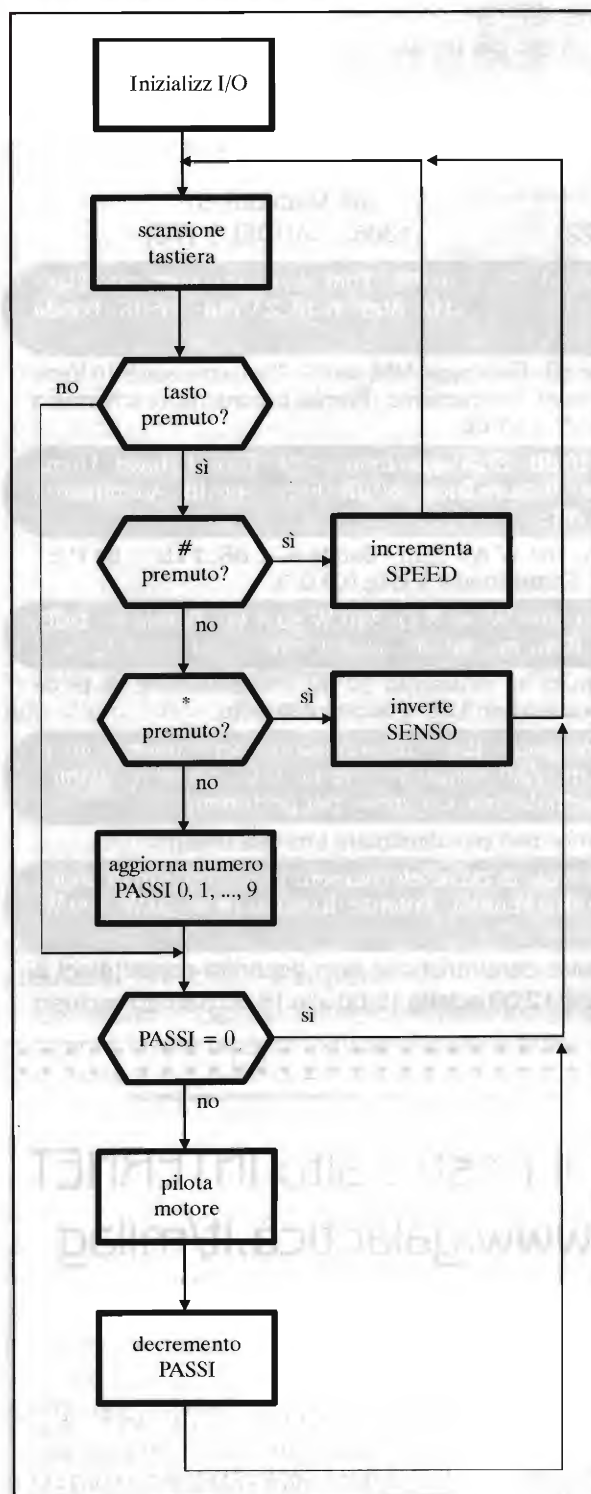 Inizializz I/O
scansione
tastiera
no
tasto
premuto?
sì
#
premuto?
sì
incrementa
SPEED
no
*
premuto?
sì
inverte
SENSO
no
aggiorna numero
PASSI 0, 1, ..., 9
PASSI = 0
sì
no
pilota
motore
decremento
PASSI